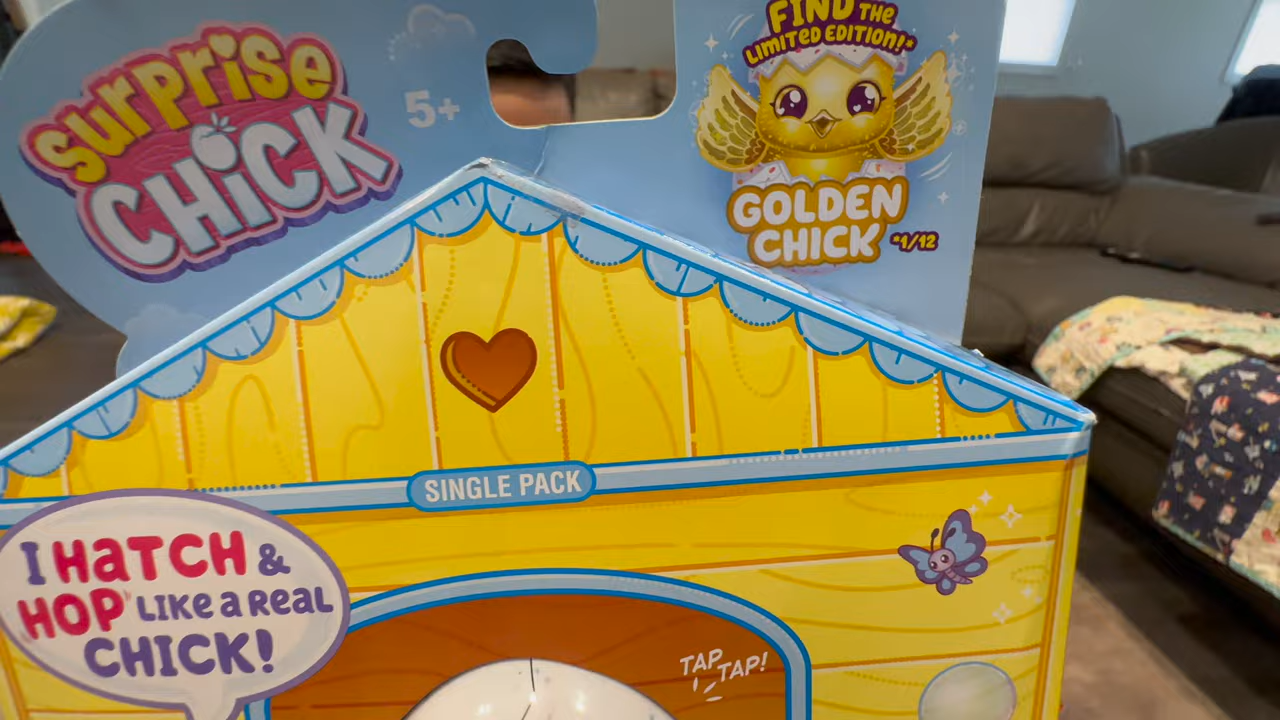 surprise
CHiCK
5+
FIND THE
LIMITED EDITION!*
GOLDEN
CHICK *1/12
SINGLE PACK
I HaTCH &
HOP LIKe a Real
CHICK!
TAP
TAP!